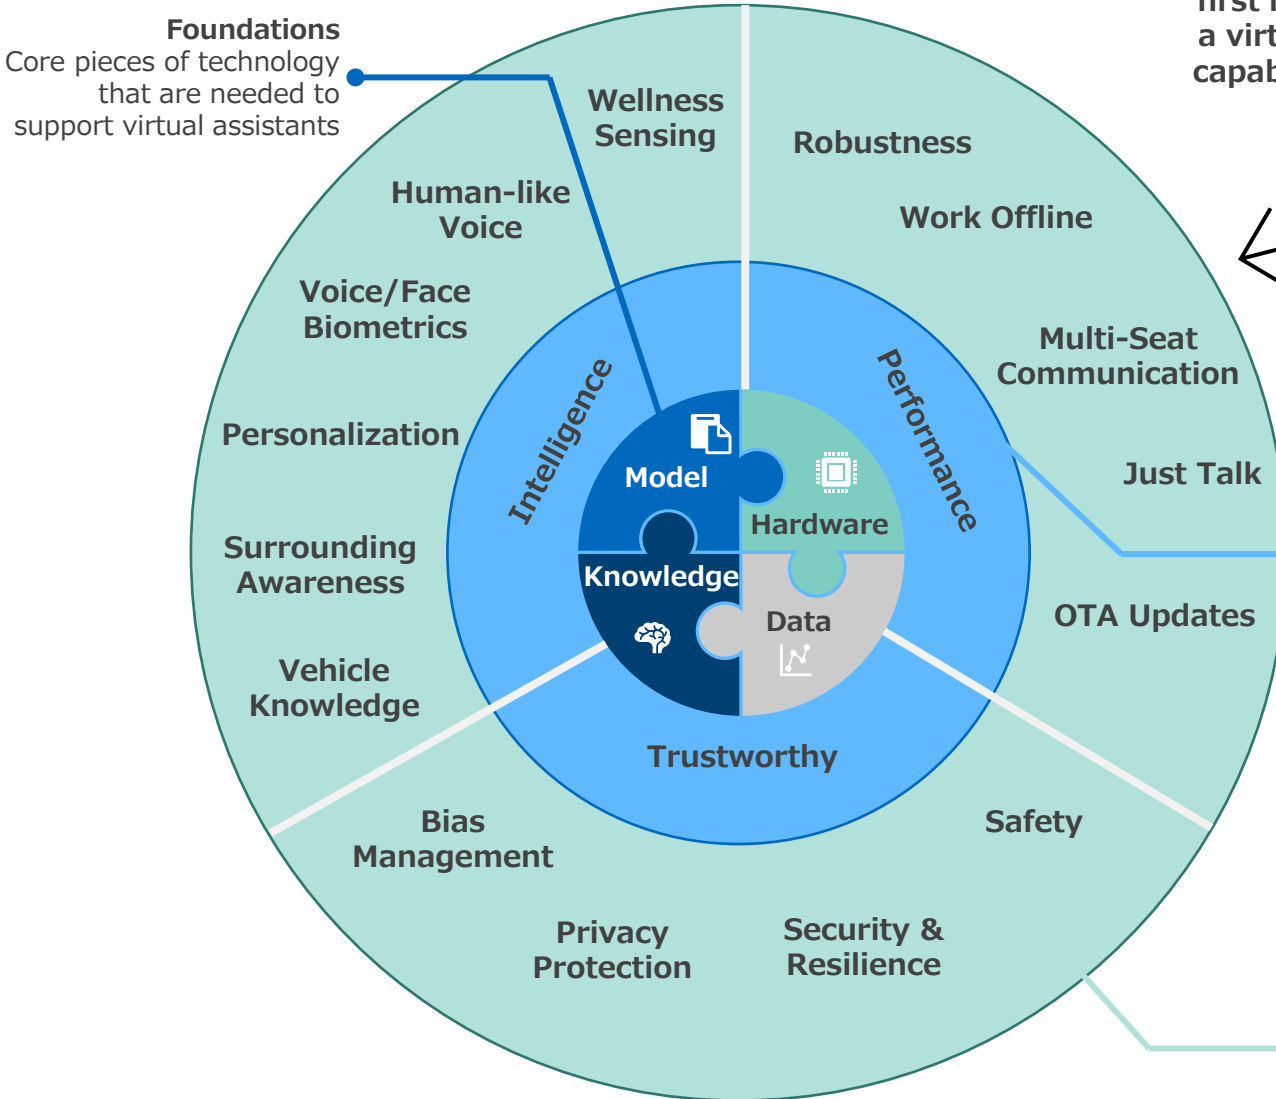 Foundations
Core pieces of technology
that are needed to
support virtual assistants
a virt
capab
Wellness
Sensing
Human-like
Voice
Voice/Face
Biometrics
Personalization
Surrounding
Awareness
Vehicle
Knowledge
Robustness
Work Offline
Multi-Seat
Communication
Just Talk
OTA Updates
Intelligence
Performance
Trustworthy
Model
Hardware
Knowledge
Data
Bias
Management
Privacy
Protection
Security &
Resilience
Safety